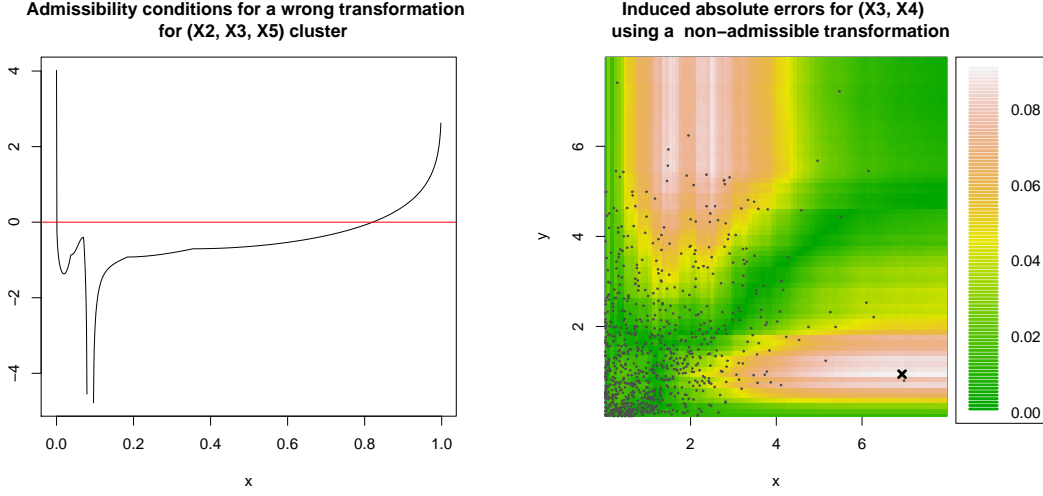 Admissibility conditions for a wrong transformation
for (X2, X3, X5) cluster
4
2
0
−2
−4
0.0 0.2 0.4 0.6 0.8 1.0
x
Induced absolute errors for (X3, X4)
using a non−admissible transformation
y
6
4
2
2 4 6
x
0.08
0.06
0.04
0.02
0.00